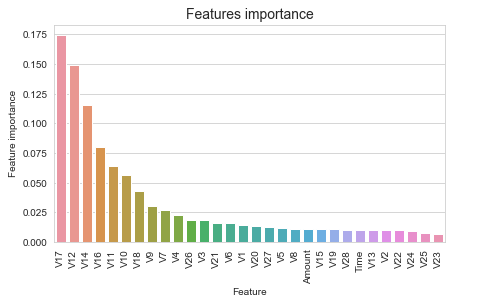 Features importance
0.175
0.150
0.125
0.100
0.075
0.050
0.025
0.000
Feature importance
V17
V12
V14
V16
V11
V10
V18
V9
V7
V4
V26
V3
V21
V6
V1
V20
V27
V5
V8
Amount
V15
V19
V28
Time
V13
V2
V22
V24
V25
V23
Feature